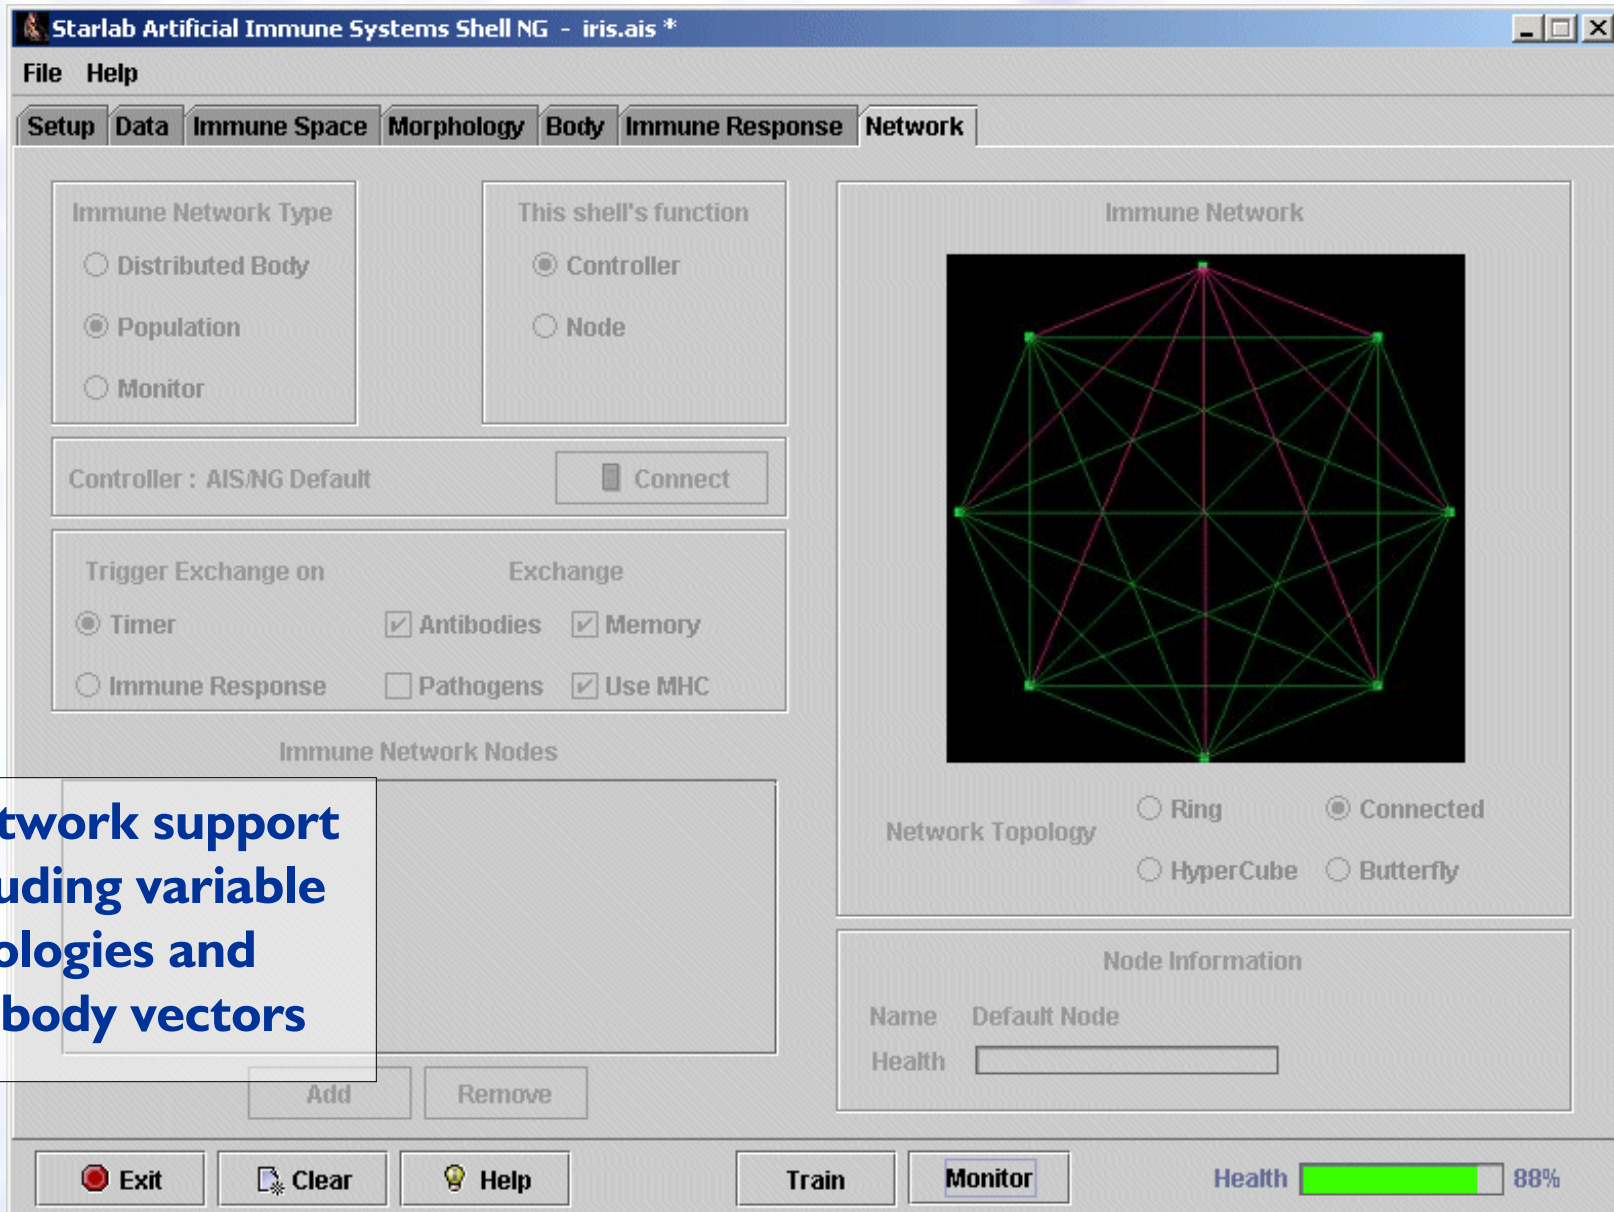 Starlab Artificial Immune Systems Shell NG - iris.ais *
File Help
Setup Data Immune Space Morphology Body Immune Response Network
Immune Network Type
Distributed Body
Population
Monitor
This shell's function
Controller
Node
Controller : AIS/NG Default
Connect
Trigger Exchange on
Exchange
Timer
Antibodies
Memory
Immune Response
Pathogens
Use MHC
Immune Network Nodes
twork support
uding variable
ologies and
body vectors
Add
Remove
Immune Network
Network Topology
Ring
Connected
HyperCube
Butterfly
Node Information
Name Default Node
Health
Exit
Clear
Help
Train
Monitor
Health
88%